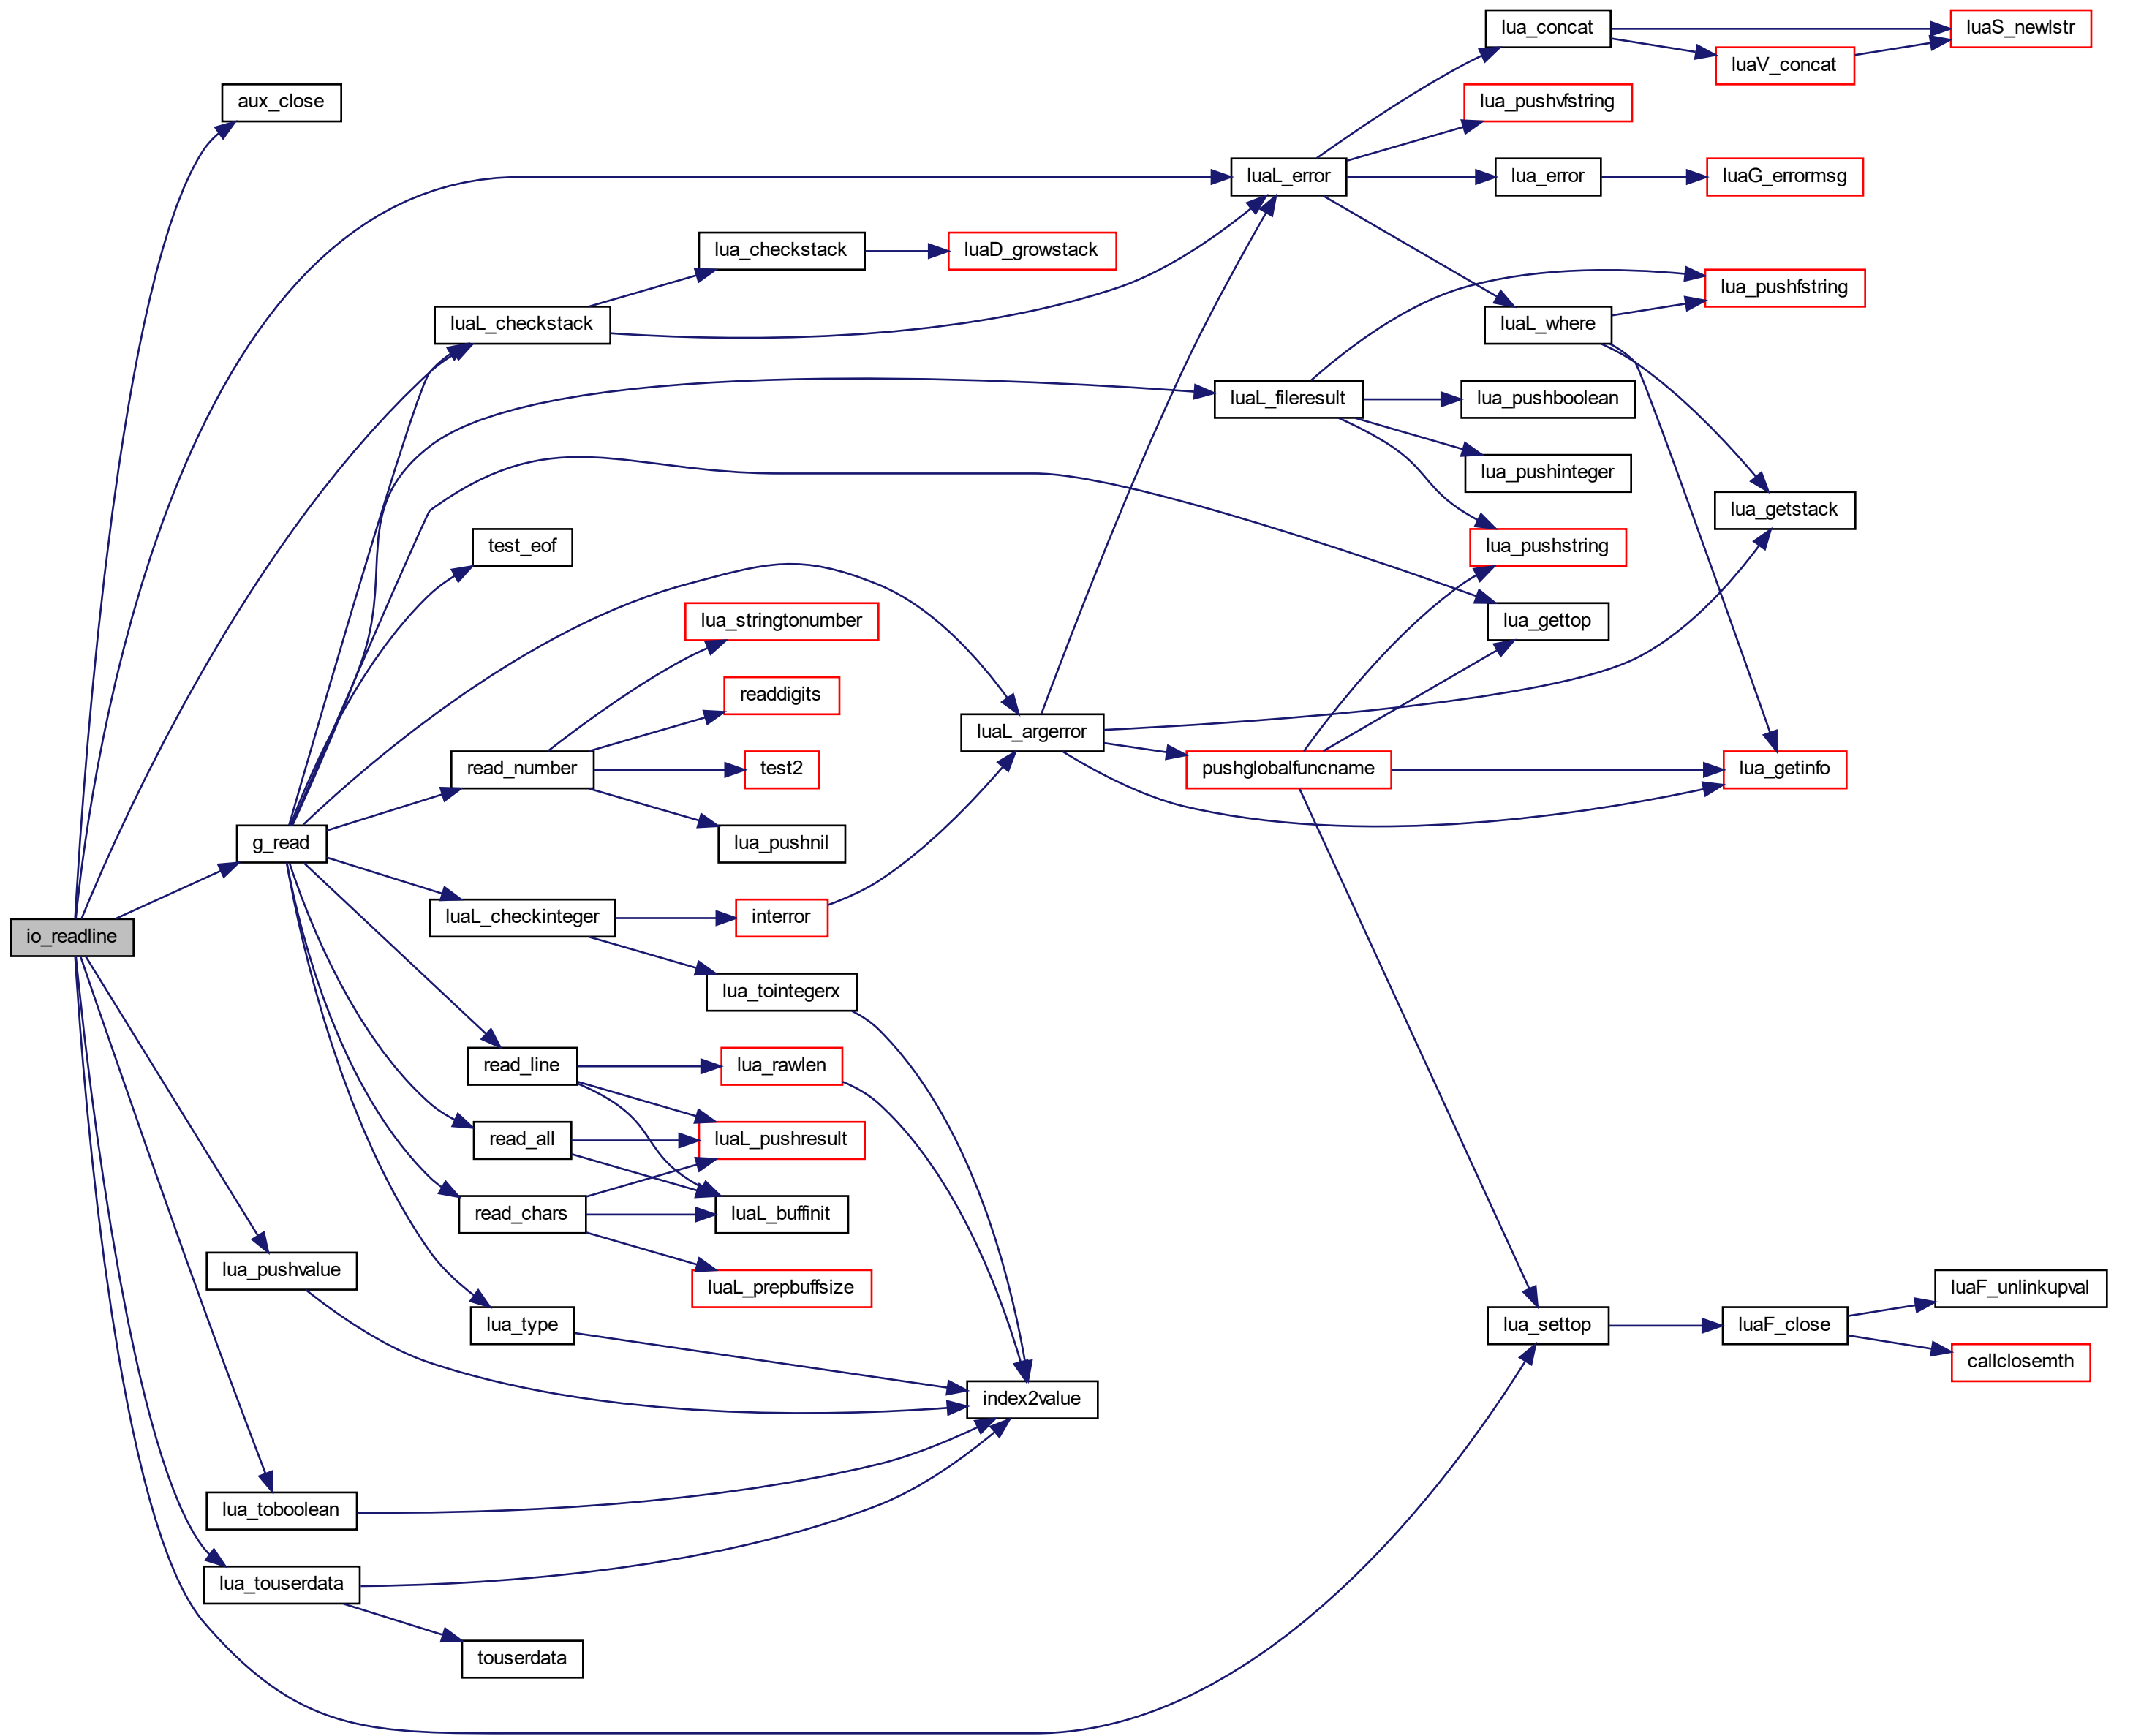 lua_concat
luaS_newlstr
luaV_concat
aux_close
lua_pushvfstring
luaL_error
lua_error
luaG_errormsg
lua_checkstack
luaD_growstack
lua_pushfstring
luaL_checkstack
luaL_where
luaL_fileresult
lua_pushboolean
lua_pushinteger
lua_getstack
test_eof
lua_pushstring
lua_stringtonumber
lua_gettop
readdigits
luaL_argerror
read_number
test2
pushglobalfuncname
lua_getinfo
g_read
lua_pushnil
io_readline
luaL_checkinteger
interror
lua_tointegerx
read_line
lua_rawlen
read_all
luaL_pushresult
read_chars
luaL_buffinit
lua_pushvalue
luaL_prepbuffsize
luaF_unlinkupval
lua_type
lua_settop
luaF_close
callclosemth
index2value
lua_toboolean
lua_touserdata
touserdata